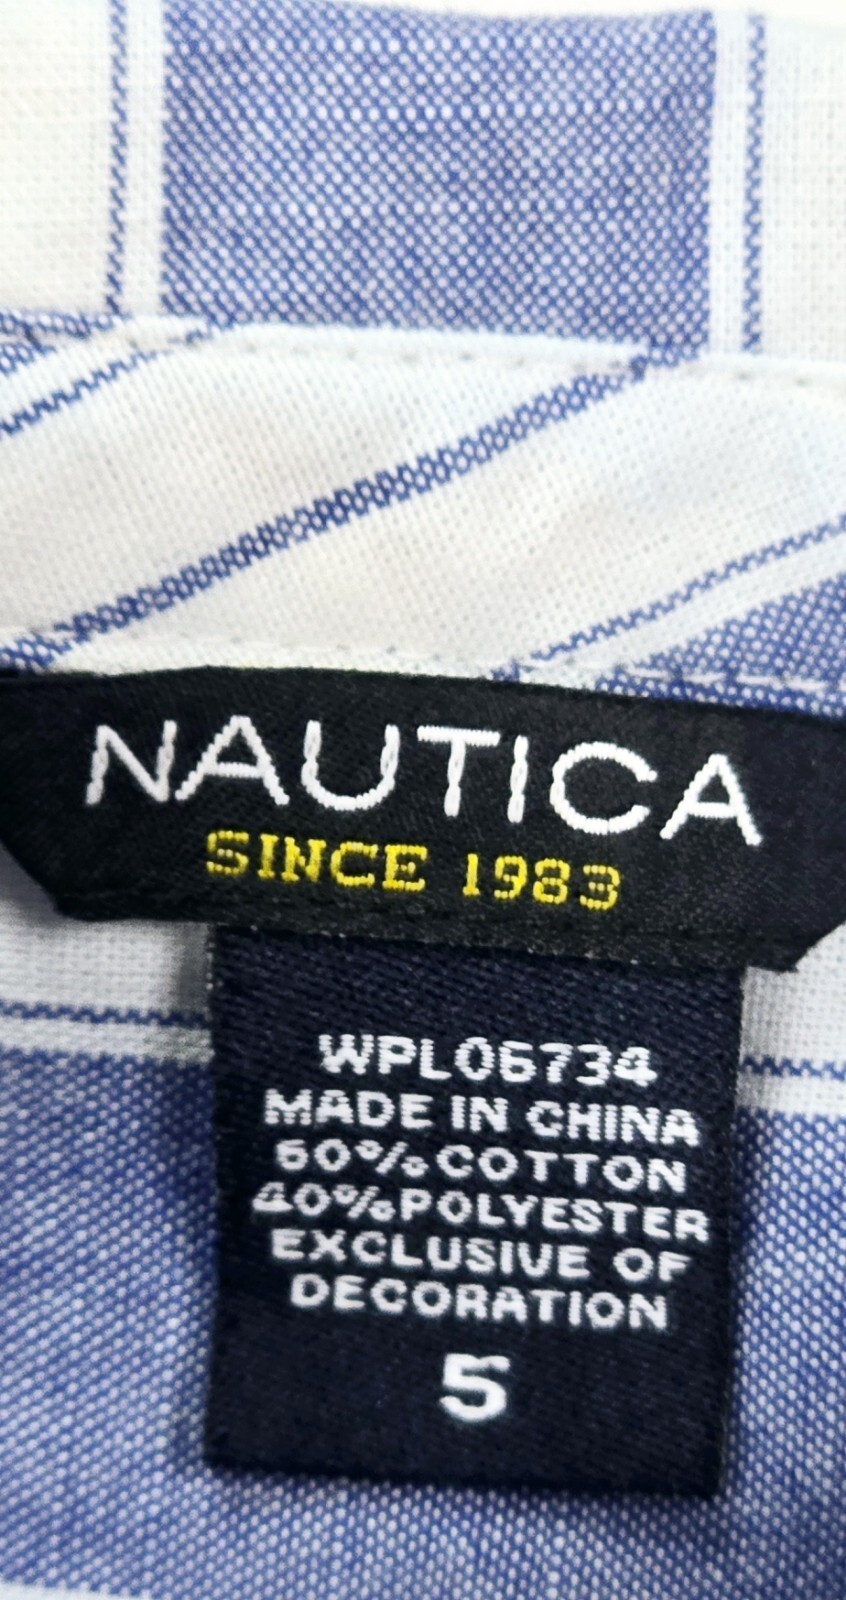 NAUTICA
SINCE 1983
WPL06734
MADE IN CHINA
60% COTTON
40% POLYESTER
EXCLUSIVE OF
DECORATION
5